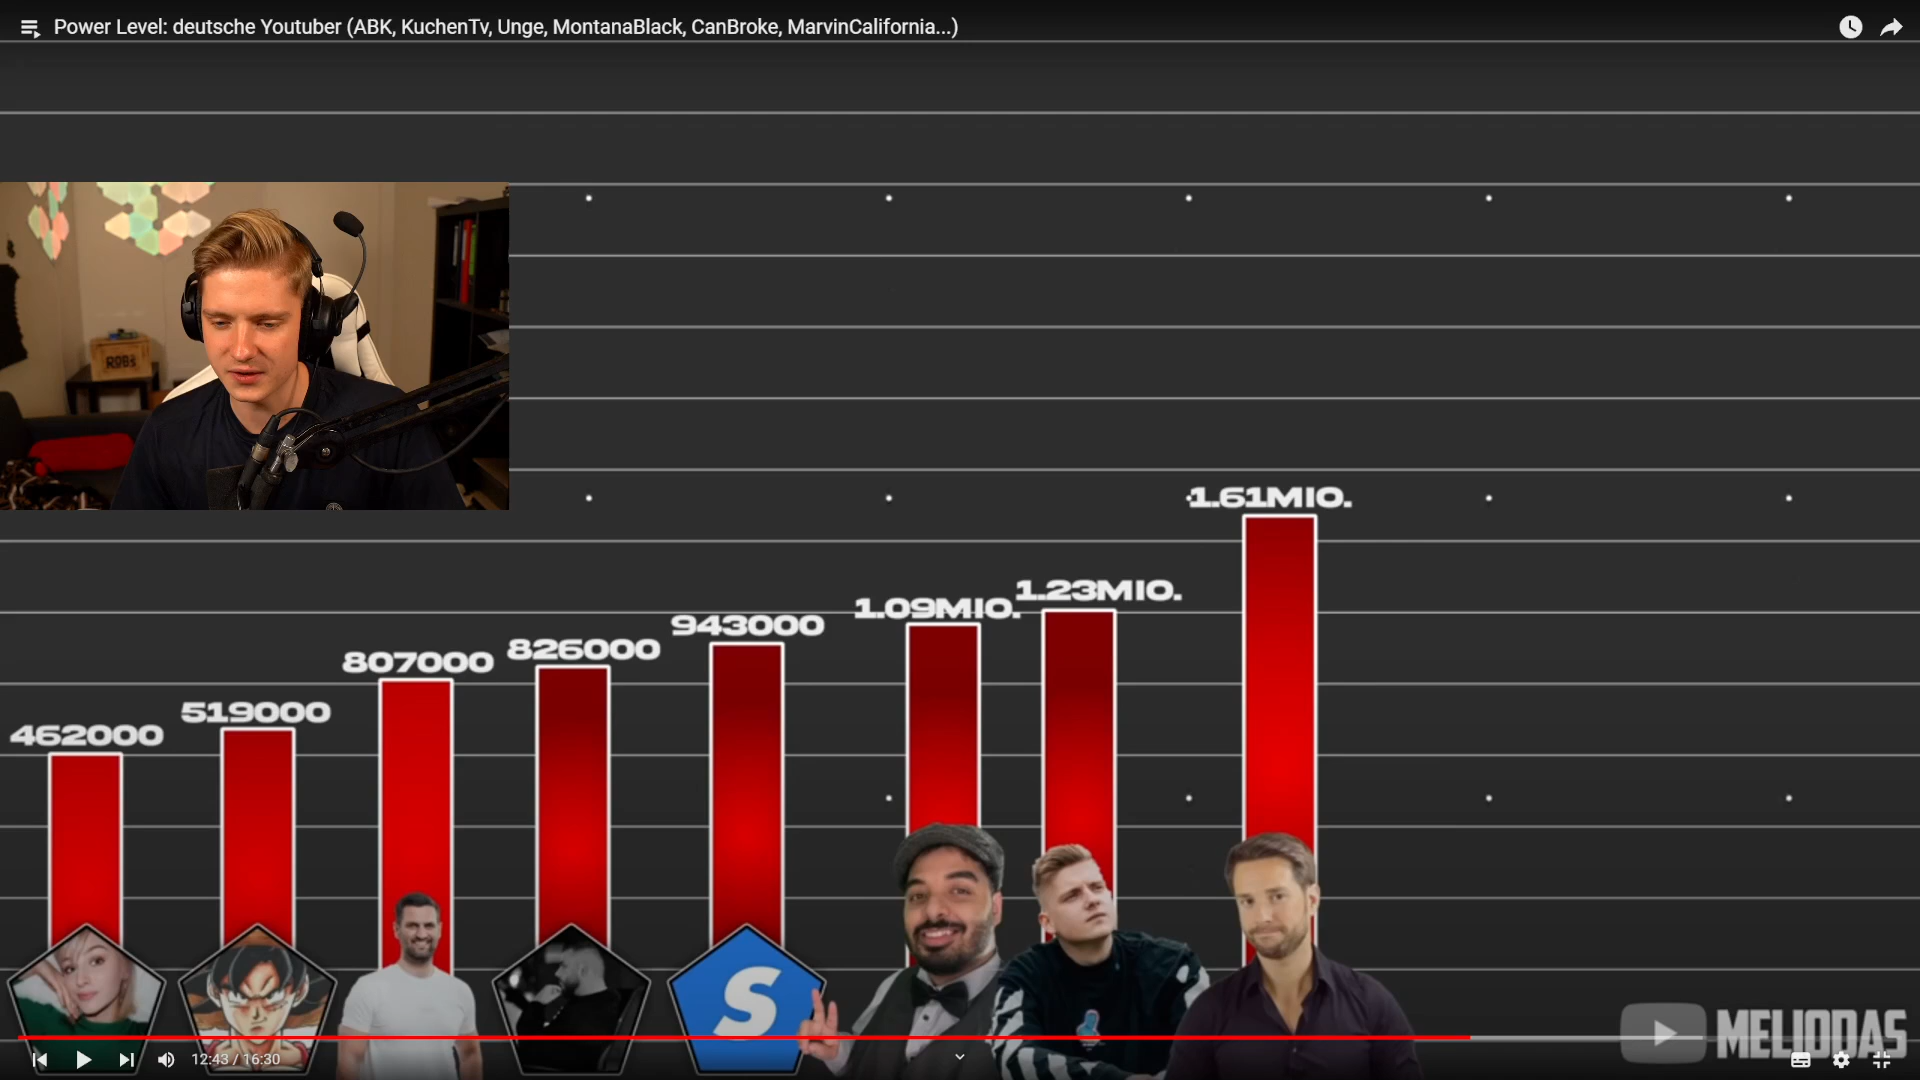 Power Level: deutsche Youtuber (ABK, KuchenTv, Unge, MontanaBlack, CanBroke, MarvinCalifornia...)
ROBS
1.61MIO.
1.23MIO.
1.09MIO.
943000
826000
807000
519000
462000
S
MELIODAS
12:43 / 16:30